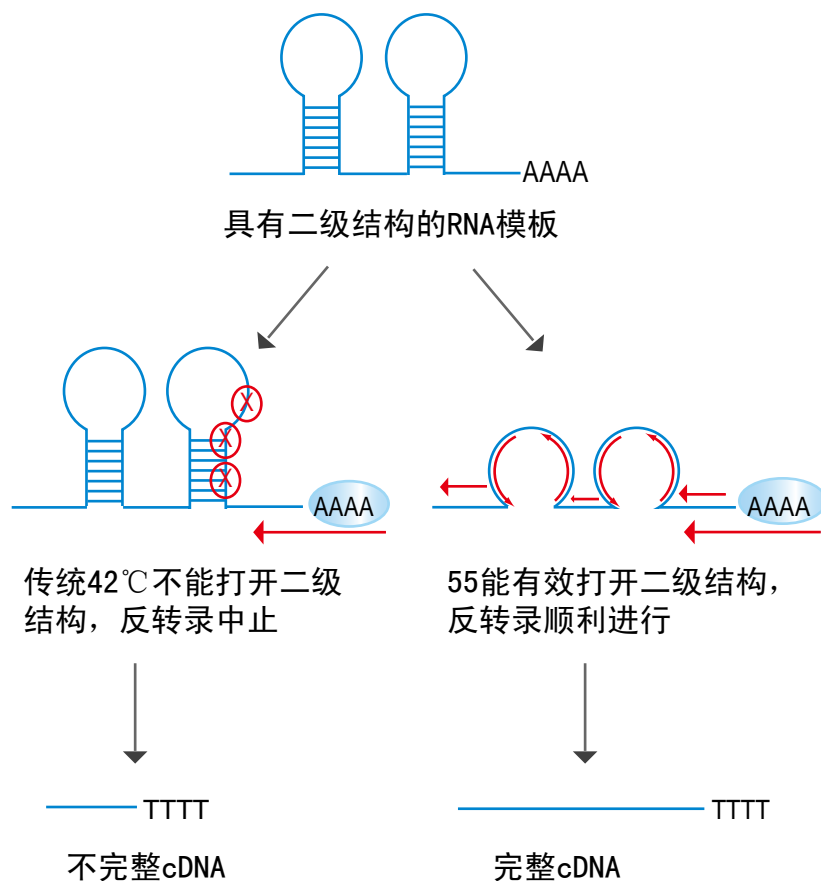 AAAA
具有二级结构的RNA模板
X
X
X
AAAA
AAAA
传统42℃不能打开二级
结构，反转录中止
55能有效打开二级结构，
反转录顺利进行
TTTT
TTTT
不完整cDNA
完整cDNA